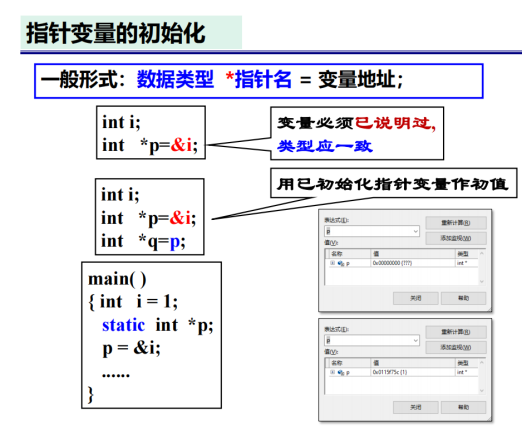 指针变量的初始化
一般形式：数据类型 *指针名 = 变量地址；
int i;
int *p=&i;
变量必须已说明过，
类型应一致
用已初始化指针变量作初值
int i;
int *p=&i;
int *q=p;
main( )
{ int i = 1;
static int *p;
p = &i;
......
}
表达式(E):
重新计算(R)
p
添加监视(W)
值(V):
名称 值 类型
p 0x00000000 {???} int *
关闭 帮助
表达式(E):
重新计算(R)
p
添加监视(W)
值(V):
名称 值 类型
p 0x0115f75c {1} int *
关闭 帮助